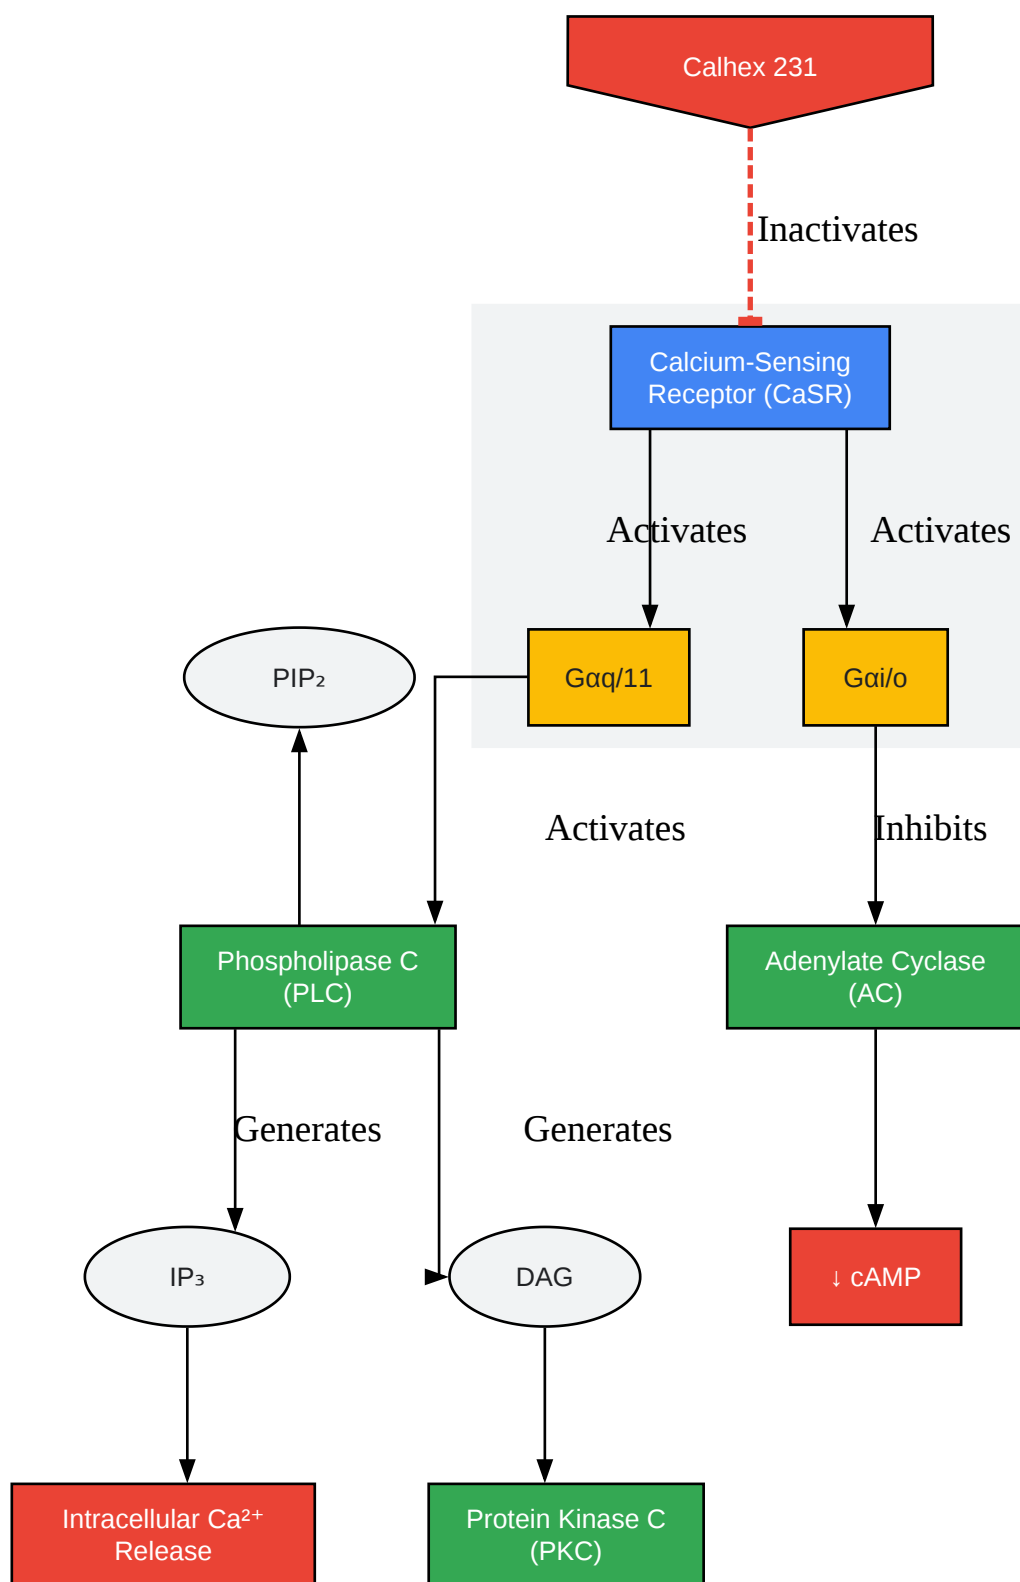 Calhex 231
Inactivates
Calcium-Sensing
Receptor (CaSR)
Activates
Activates
PIP₂
Gαq/11
Gαi/o
Activates
Inhibits
Phospholipase C
(PLC)
Adenylate Cyclase
(AC)
Generates
Generates
IP₃
DAG
↓ cAMP
Intracellular Ca²⁺
Release
Protein Kinase C
(PKC)